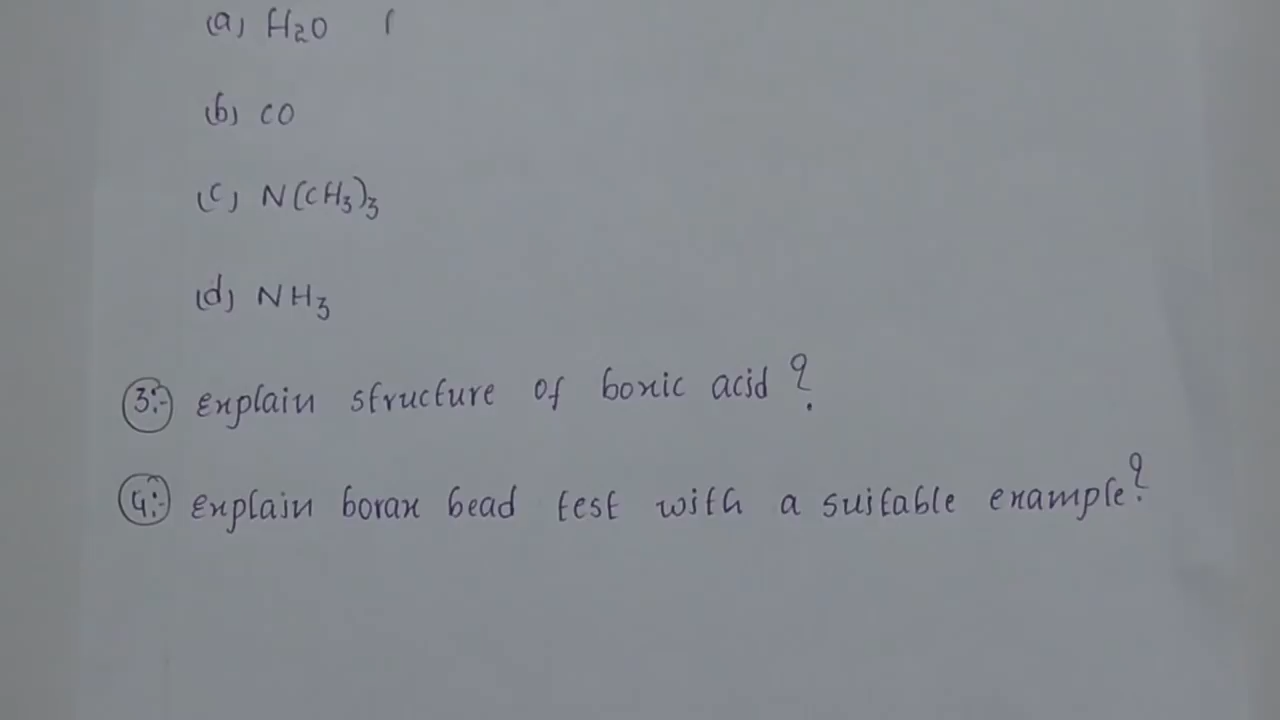 (a) H2O (
(b) CO
(c) N(CH3)3
(d) NH3
3:- Explain structure of boric acid ?
4:- Explain borax bead test with a suitable example?